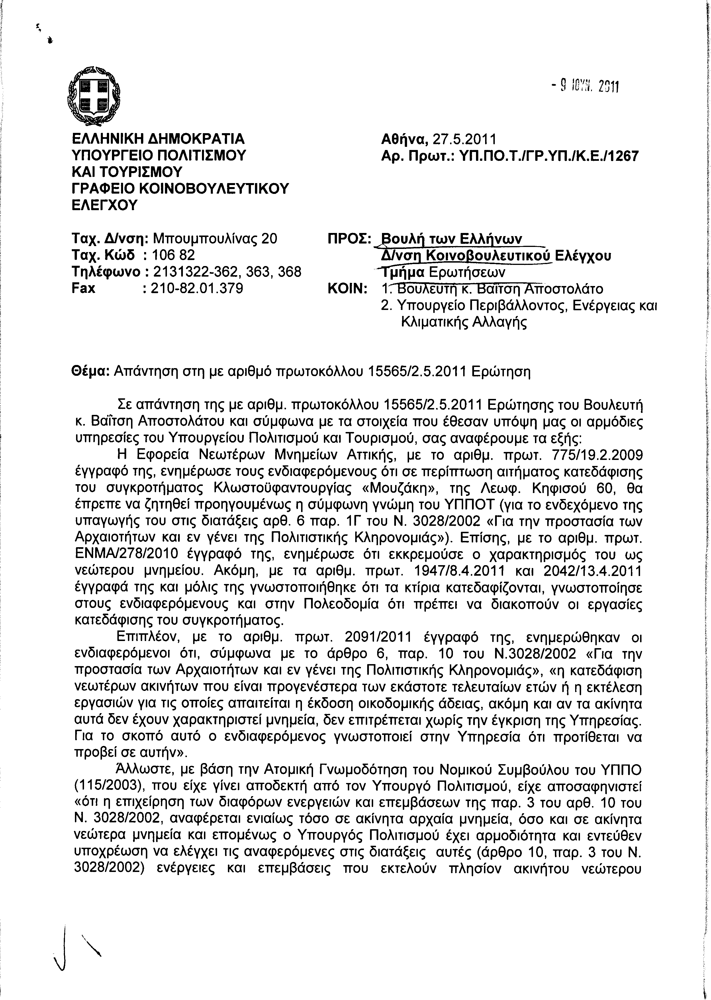 - 9 ΙΟΥΝ. 2011
ΕΛΛΗΝΙΚΗ ΔΗΜΟΚΡΑΤΙΑ
ΥΠΟΥΡΓΕΙΟ ΠΟΛΙΤΙΣΜΟΥ
ΚΑΙ ΤΟΥΡΙΣΜΟΥ
ΓΡΑΦΕΙΟ ΚΟΙΝΟΒΟΥΛΕΥΤΙΚΟΥ
ΕΛΕΓΧΟΥ
Αθήνα, 27.5.2011
Αρ. Πρωτ.: ΥΠ.ΠΟ.Τ./ΓΡ.ΥΠ./Κ.Ε./1267
Ταχ. Δ/νση: Μπουμπουλίνας 20
Ταχ. Κώδ : 106 82
Τηλέφωνο : 2131322-362, 363, 368
Fax : 210-82.01.379
ΠΡΟΣ: Βουλή των Ελλήνων
Δ/νση Κοινοβουλευτικού Ελέγχου
Τμήμα Ερωτήσεων
ΚΟΙΝ: 1. Βουλευτή κ. Βαΐτση Αποστολάτο
2. Υπουργείο Περιβάλλοντος, Ενέργειας και
Κλιματικής Αλλαγής
Θέμα: Απάντηση στη με αριθμό πρωτοκόλλου 15565/2.5.2011 Ερώτηση
Σε απάντηση της με αριθμ. πρωτοκόλλου 15565/2.5.2011 Ερώτησης του Βουλευτή
κ. Βαΐτση Αποστολάτου και σύμφωνα με τα στοιχεία που έθεσαν υπόψη μας οι αρμόδιες
υπηρεσίες του Υπουργείου Πολιτισμού και Τουρισμού, σας αναφέρουμε τα εξής:
Η Εφορεία Νεωτέρων Μνημείων Αττικής, με το αριθμ. πρωτ. 775/19.2.2009
έγγραφό της, ενημέρωσε τους ενδιαφερόμενους ότι σε περίπτωση αιτήματος κατεδάφισης
του συγκροτήματος Κλωστοϋφαντουργίας «Μουζάκη», της Λεωφ. Κηφισού 60, θα
έπρεπε να ζητηθεί προηγουμένως η σύμφωνη γνώμη του ΥΠΠΟΤ (για το ενδεχόμενο της
υπαγωγής του στις διατάξεις αρθ. 6 παρ. 1Γ του Ν. 3028/2002 «Για την προστασία των
Αρχαιοτήτων και εν γένει της Πολιτιστικής Κληρονομιάς»). Επίσης, με το αριθμ. πρωτ.
ΕΝΜΑ/278/2010 έγγραφό της, ενημέρωσε ότι εκκρεμούσε ο χαρακτηρισμός του ως
νεώτερου μνημείου. Ακόμη, με τα αριθμ. πρωτ. 1947/8.4.2011 και 2042/13.4.2011
έγγραφά της και μόλις της γνωστοποιήθηκε ότι τα κτίρια κατεδαφίζονται, γνωστοποίησε
στους ενδιαφερόμενους και στην Πολεοδομία ότι πρέπει να διακοπούν οι εργασίες
κατεδάφισης του συγκροτήματος.
Επιπλέον, με το αριθμ. πρωτ. 2091/2011 έγγραφό της, ενημερώθηκαν οι
ενδιαφερόμενοι ότι, σύμφωνα με το άρθρο 6, παρ. 10 του Ν.3028/2002 «Για την
προστασία των Αρχαιοτήτων και εν γένει της Πολιτιστικής Κληρονομιάς», «η κατεδάφιση
νεωτέρων ακινήτων που είναι προγενέστερα των εκάστοτε τελευταίων ετών ή η εκτέλεση
εργασιών για τις οποίες απαιτείται η έκδοση οικοδομικής άδειας, ακόμη και αν τα ακίνητα
αυτά δεν έχουν χαρακτηριστεί μνημεία, δεν επιτρέπεται χωρίς την έγκριση της Υπηρεσίας.
Για το σκοπό αυτό ο ενδιαφερόμενος γνωστοποιεί στην Υπηρεσία ότι προτίθεται να
προβεί σε αυτήν».
Άλλωστε, με βάση την Ατομική Γνωμοδότηση του Νομικού Συμβούλου του ΥΠΠΟ
(115/2003), που είχε γίνει αποδεκτή από τον Υπουργό Πολιτισμού, είχε αποσαφηνιστεί
«ότι η επιχείρηση των διαφόρων ενεργειών και επεμβάσεων της παρ. 3 του αρθ. 10 του
Ν. 3028/2002, αναφέρεται ενιαίως τόσο σε ακίνητα αρχαία μνημεία, όσο και σε ακίνητα
νεώτερα μνημεία και επομένως ο Υπουργός Πολιτισμού έχει αρμοδιότητα και εντεύθεν
υποχρέωση να ελέγχει τις αναφερόμενες στις διατάξεις αυτές (άρθρο 10, παρ. 3 του Ν.
3028/2002) ενέργειες και επεμβάσεις που εκτελούν πλησίον ακινήτου νεώτερου